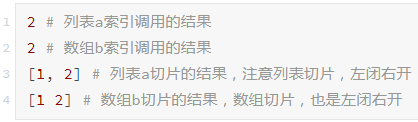 1 2 # 列表a索引调用的结果
2 2 # 数组b索引调用的结果
3 [1, 2] # 列表a切片的结果，注意列表切片，左闭右开
4 [1 2] # 数组b切片的结果，数组切片，也是左闭右开